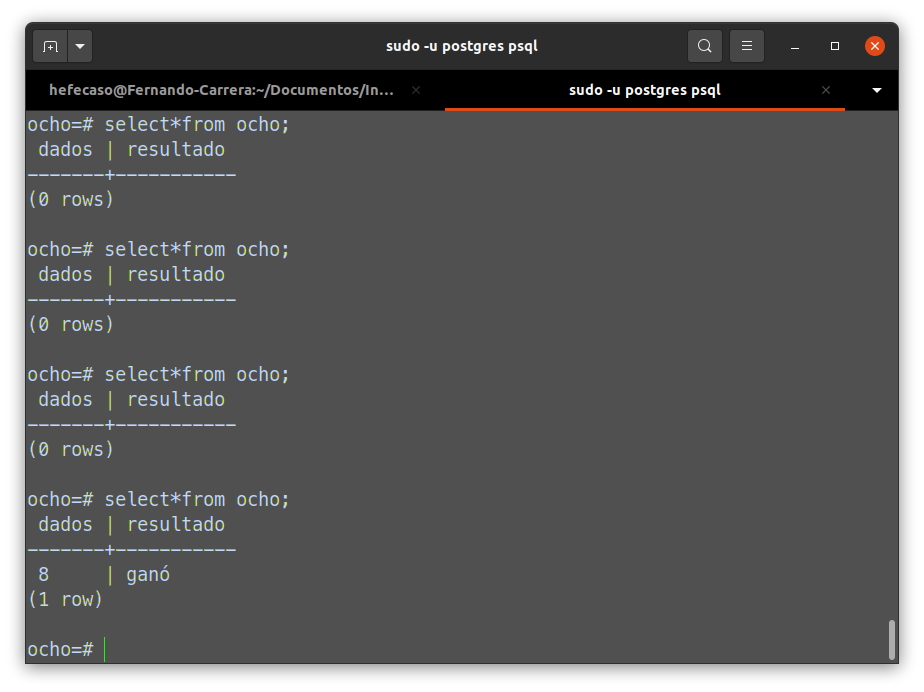 sudo -u postgres psql
hefecaso@Fernando-Carrera:~/Documentos/In...
sudo -u postgres psql
ocho=# select*from ocho;
 dados | resultado
-------+-----------
(0 rows)
ocho=# select*from ocho;
 dados | resultado
-------+-----------
(0 rows)
ocho=# select*from ocho;
 dados | resultado
-------+-----------
(0 rows)
ocho=# select*from ocho;
 dados | resultado
-------+-----------
 8     | ganó
(1 row)
ocho=#